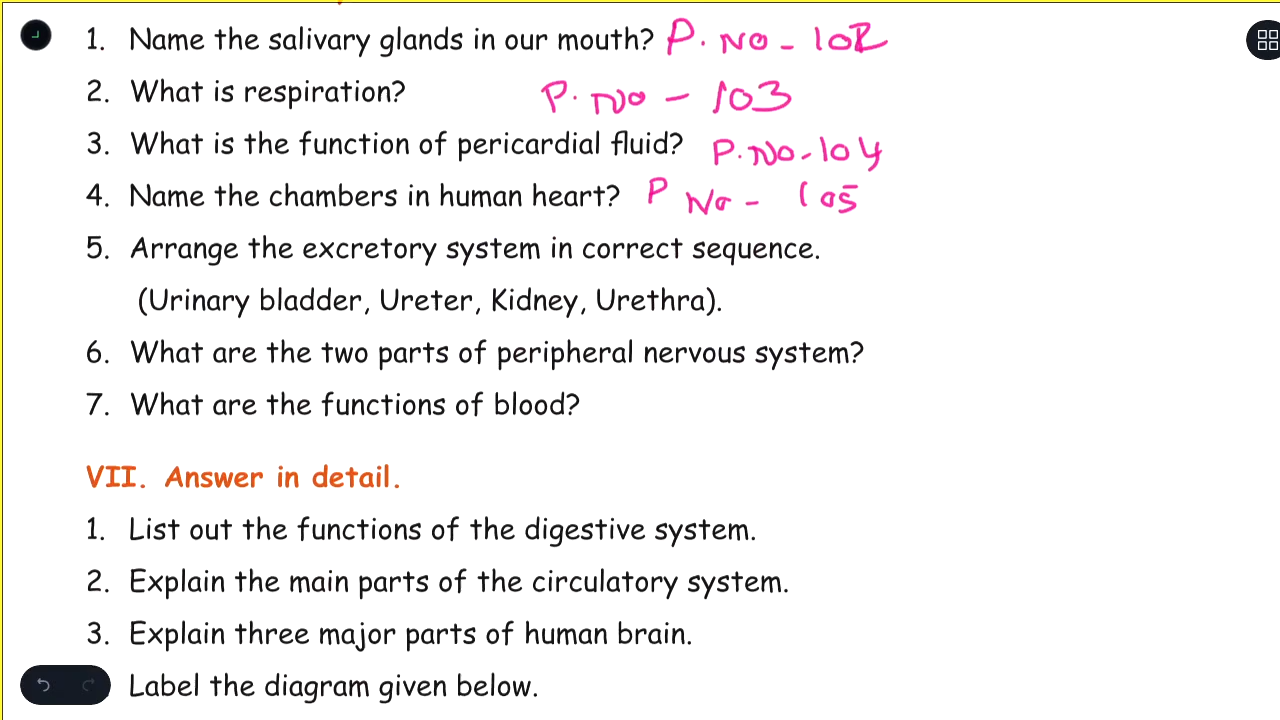 1. Name the salivary glands in our mouth? P. No - 102
2. What is respiration? P. No - 103
3. What is the function of pericardial fluid? P. No - 104
4. Name the chambers in human heart? P No - 105
5. Arrange the excretory system in correct sequence.
(Urinary bladder, Ureter, Kidney, Urethra).
6. What are the two parts of peripheral nervous system?
7. What are the functions of blood?
VII. Answer in detail.
1. List out the functions of the digestive system.
2. Explain the main parts of the circulatory system.
3. Explain three major parts of human brain.
Label the diagram given below.